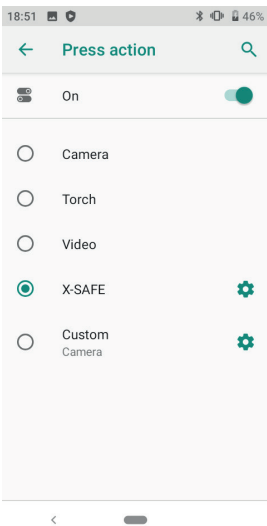 18:51 46%
Press action
On
Camera
Torch
Video
X-SAFE
Custom
Camera